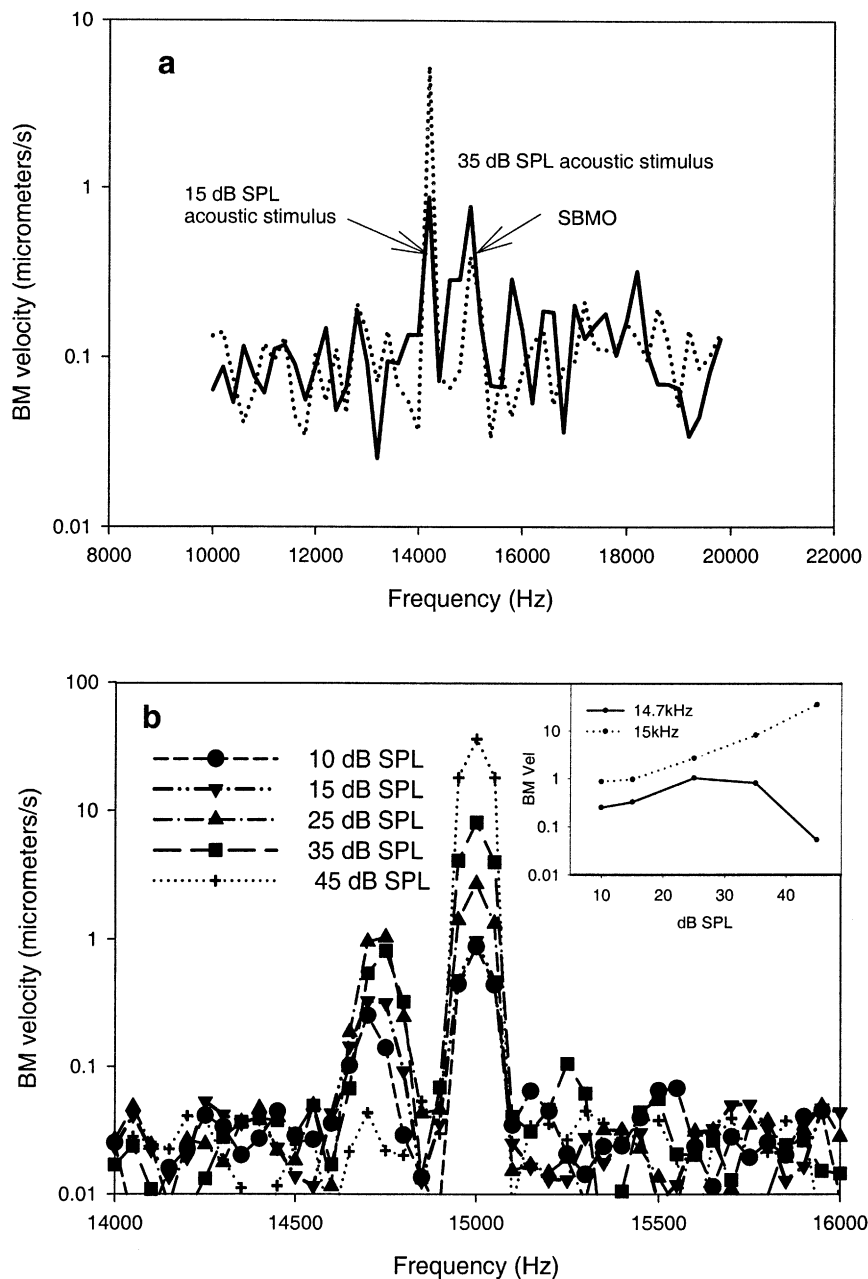 10
a
35 dB SPL acoustic stimulus
15 dB SPL
acoustic stimulus
SBMO
1
0.1
0.01
BM velocity (micrometers/s)
8000 10000 12000 14000 16000 18000 20000 22000
Frequency (Hz)
100
b
10 dB SPL
15 dB SPL
25 dB SPL
35 dB SPL
45 dB SPL
14.7kHz
15kHz
BM Vel
10
1
0.1
0.01
10 20 30 40
dB SPL
10
1
0.1
0.01
BM velocity (micrometers/s)
14000 14500 15000 15500 16000
Frequency (Hz)